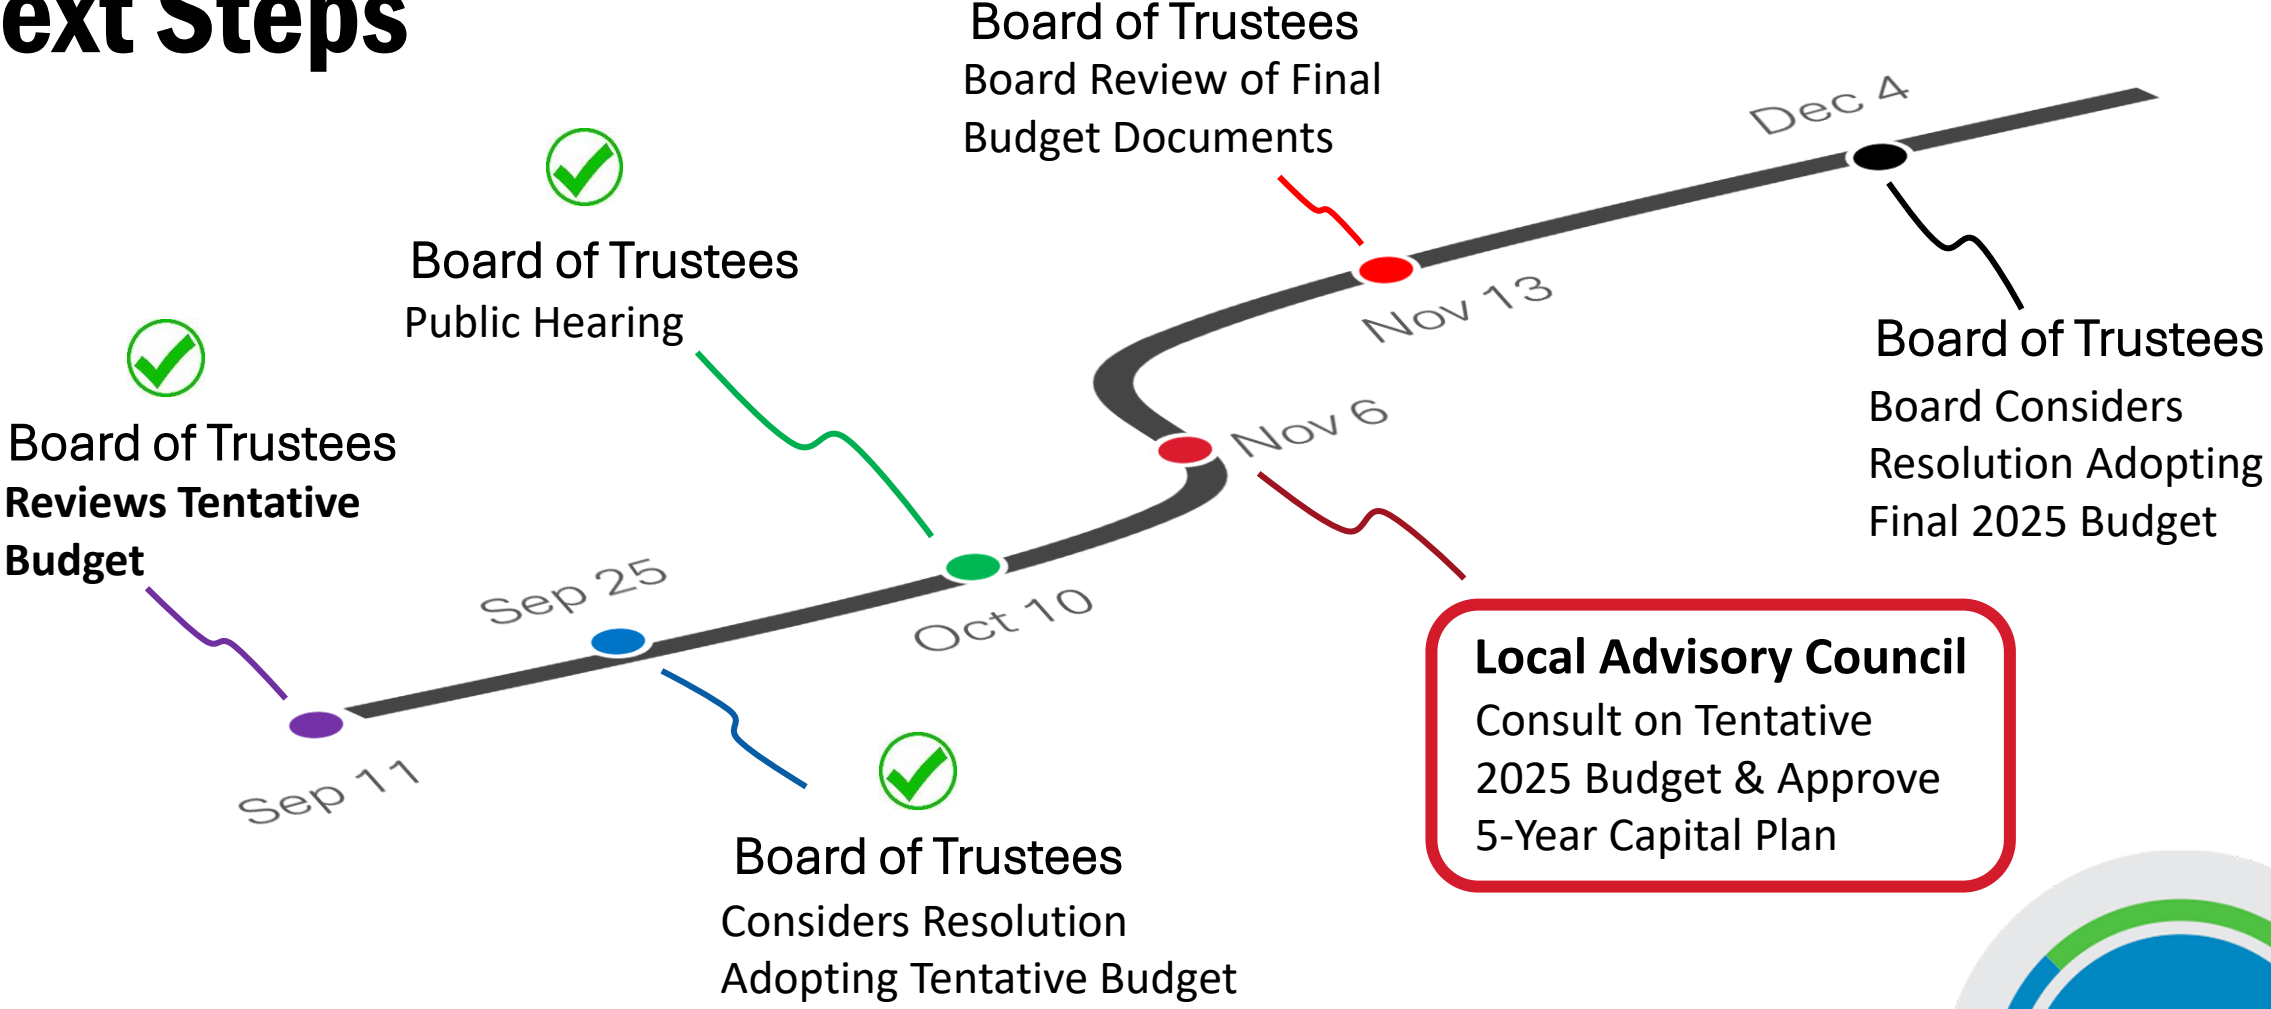 ext Steps
Board of Trustees
Board Review of Final
Budget Documents
Dec 4
Board of Trustees
Public Hearing
Nov 13
Board of Trustees
Board Considers
Resolution Adopting
Final 2025 Budget
Board of Trustees
Reviews Tentative
Budget
Nov 6
Sep 25
Oct 10
Sep 11
Local Advisory Council
Consult on Tentative
2025 Budget & Approve
5-Year Capital Plan
Board of Trustees
Considers Resolution
Adopting Tentative Budget